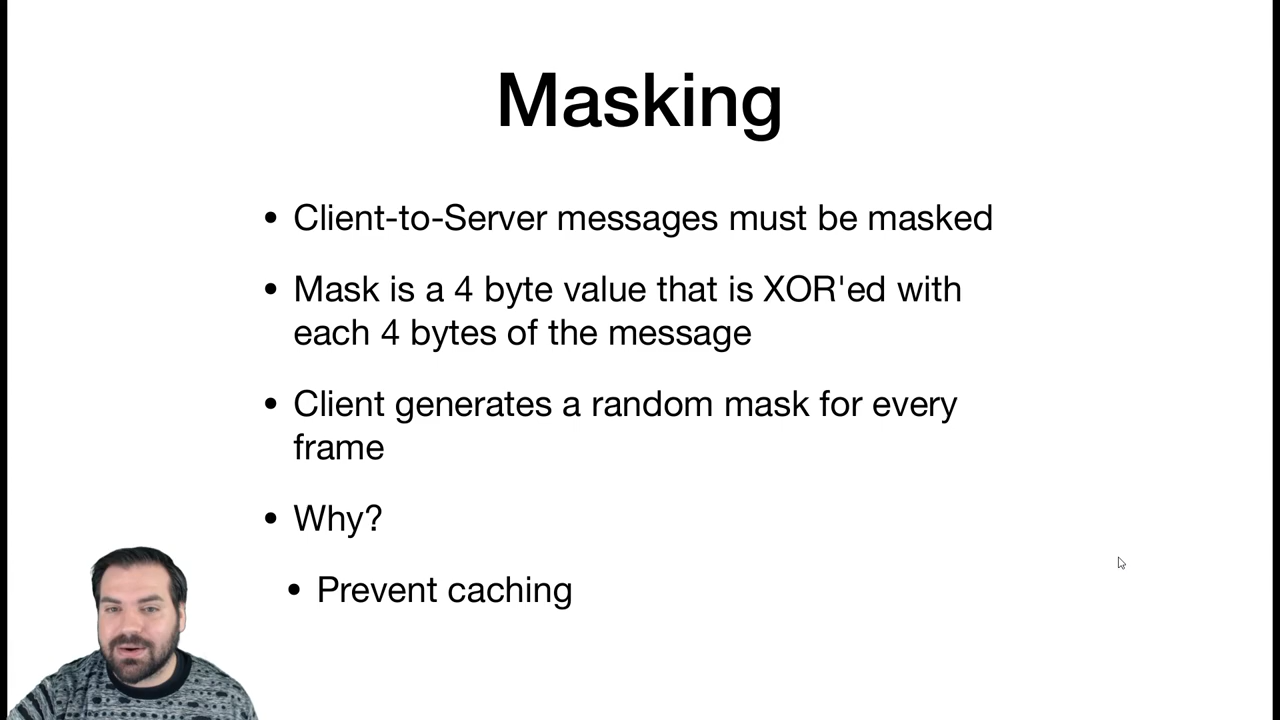 Masking
• Client-to-Server messages must be masked
• Mask is a 4 byte value that is XOR'ed with
each 4 bytes of the message
• Client generates a random mask for every
frame
• Why?
• Prevent caching